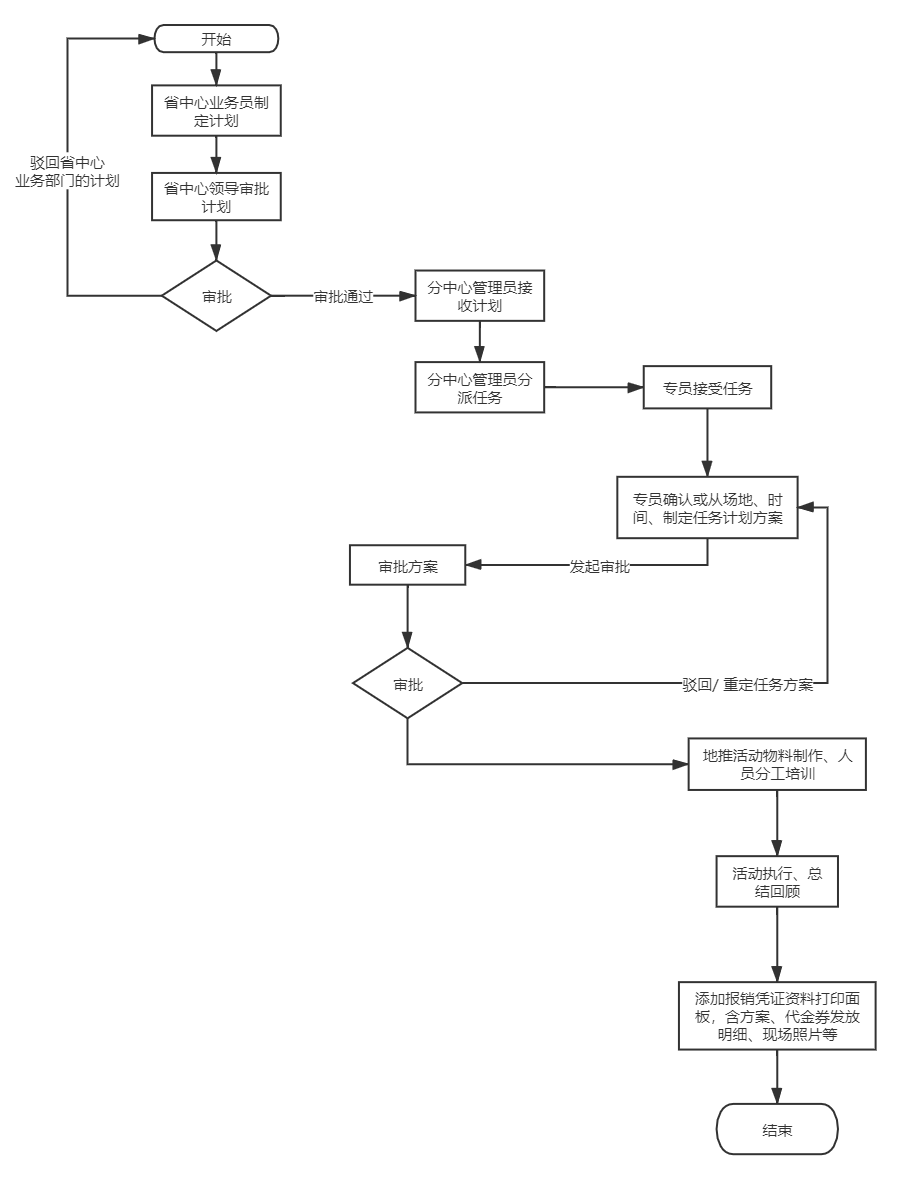 开始
省中心业务员制
定计划
驳回省中心
业务部门的计划
省中心领导审批
计划
审批
审批通过
分中心管理员接
收计划
分中心管理员分
派任务
专员接受任务
专员确认或从场地、时
间、制定任务计划方案
发起审批
审批方案
审批
驳回/ 重定任务方案
地推活动物料制作、人
员分工培训
活动执行、总
结回顾
添加报销凭证资料打印面
板，含方案、代金券发放
明细、现场照片等
结束